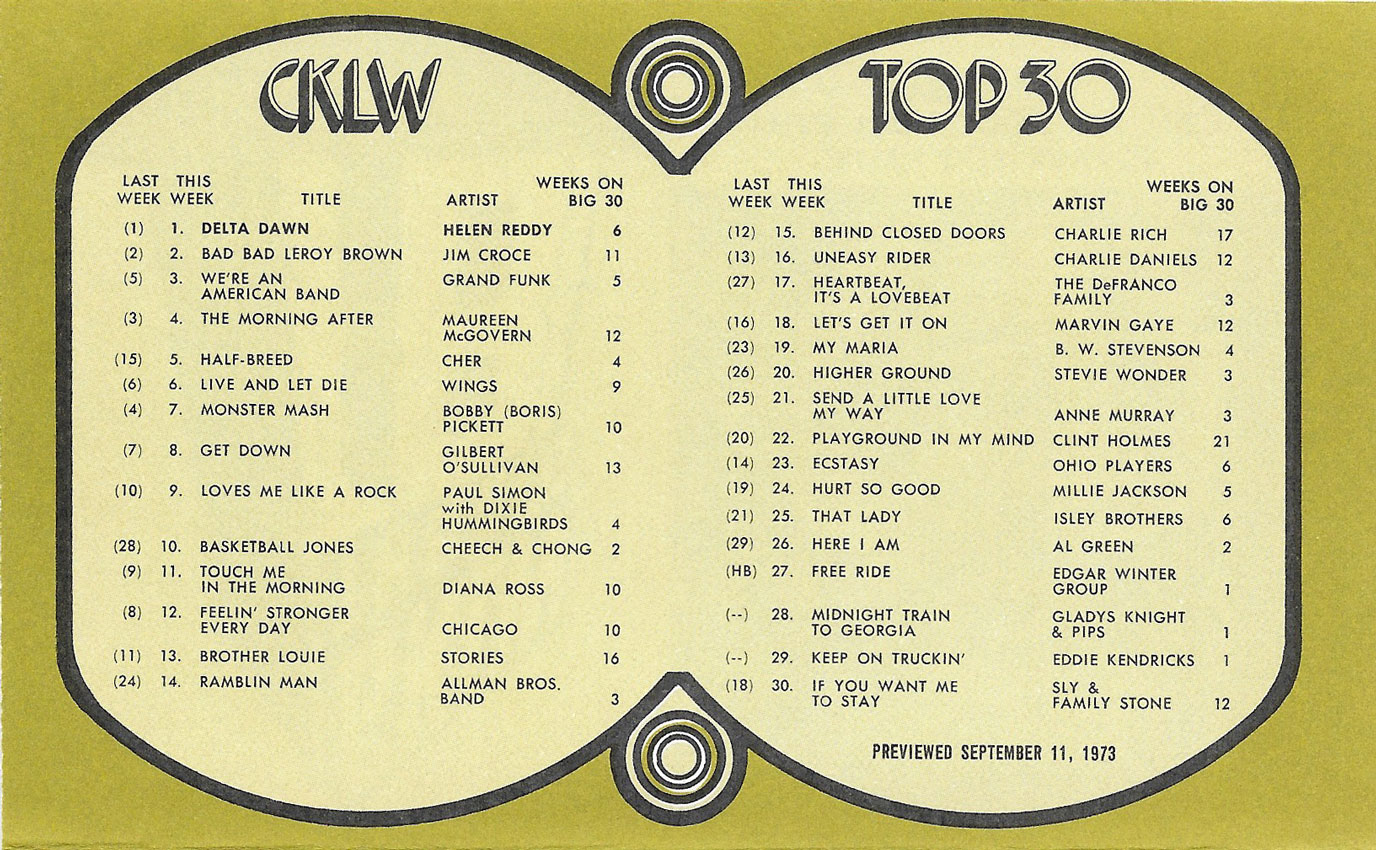 CKLW TOP 30
LAST THIS WEEKS ON
WEEK WEEK TITLE ARTIST BIG 30
(1) 1. DELTA DAWN HELEN REDDY 6
(2) 2. BAD BAD LEROY BROWN JIM CROCE 11
(5) 3. WE'RE AN GRAND FUNK 5
AMERICAN BAND
(3) 4. THE MORNING AFTER MAUREEN
McGOVERN 12
(15) 5. HALF-BREED CHER 4
(6) 6. LIVE AND LET DIE WINGS 9
(4) 7. MONSTER MASH BOBBY (BORIS)
PICKETT 10
(7) 8. GET DOWN GILBERT
O'SULLIVAN 13
(10) 9. LOVES ME LIKE A ROCK PAUL SIMON
with DIXIE
HUMMINGBIRDS 4
(28) 10. BASKETBALL JONES CHEECH & CHONG 2
(9) 11. TOUCH ME
IN THE MORNING DIANA ROSS 10
(8) 12. FEELIN' STRONGER
EVERY DAY CHICAGO 10
(11) 13. BROTHER LOUIE STORIES 16
(24) 14. RAMBLIN MAN ALLMAN BROS.
BAND 3
LAST THIS WEEKS ON
WEEK WEEK TITLE ARTIST BIG 30
(12) 15. BEHIND CLOSED DOORS CHARLIE RICH 17
(13) 16. UNEASY RIDER CHARLIE DANIELS 12
(27) 17. HEARTBEAT, THE DeFRANCO
IT'S A LOVEBEAT FAMILY 3
(16) 18. LET'S GET IT ON MARVIN GAYE 12
(23) 19. MY MARIA B. W. STEVENSON 4
(26) 20. HIGHER GROUND STEVIE WONDER 3
(25) 21. SEND A LITTLE LOVE
MY WAY ANNE MURRAY 3
(20) 22. PLAYGROUND IN MY MIND CLINT HOLMES 21
(14) 23. ECSTASY OHIO PLAYERS 6
(19) 24. HURT SO GOOD MILLIE JACKSON 5
(21) 25. THAT LADY ISLEY BROTHERS 6
(29) 26. HERE I AM AL GREEN 2
(HB) 27. FREE RIDE EDGAR WINTER
GROUP 1
(--) 28. MIDNIGHT TRAIN GLADYS KNIGHT
TO GEORGIA & PIPS 1
(--) 29. KEEP ON TRUCKIN' EDDIE KENDRICKS 1
(18) 30. IF YOU WANT ME SLY &
TO STAY FAMILY STONE 12
PREVIEWED SEPTEMBER 11, 1973